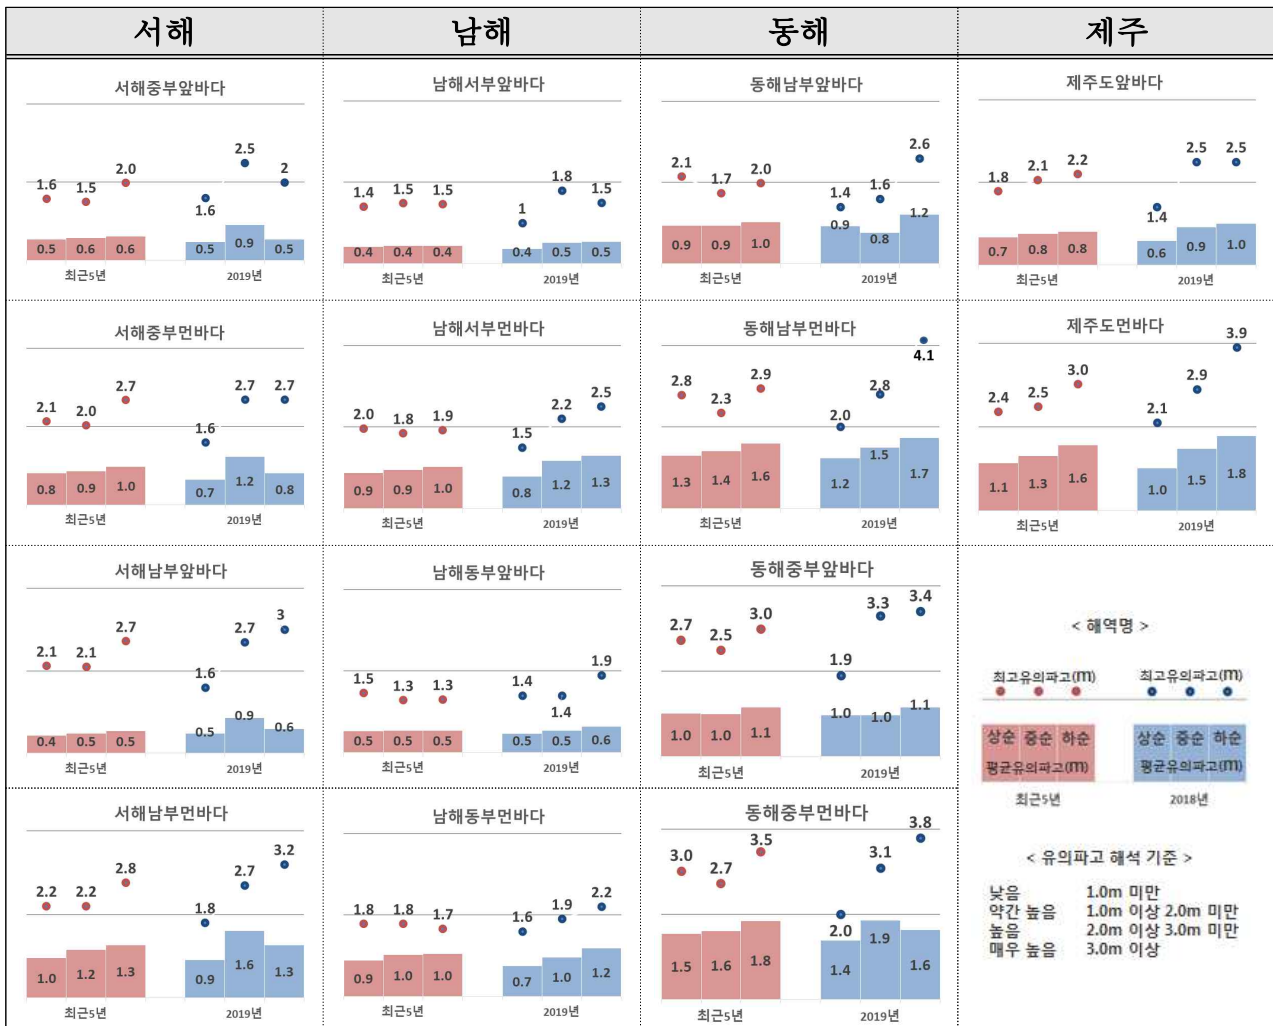 서해 남해 동해 제주
서해중부앞바다
1.6 1.5 2.0 1.6 2.5 2
0.5 0.6 0.6 0.5 0.9 0.5
최근5년 2019년
남해서부앞바다
1.4 1.5 1.5 1 1.8 1.5
0.4 0.4 0.4 0.4 0.5 0.5
최근5년 2019년
동해남부앞바다
2.1 1.7 2.0 1.4 1.6 2.6
0.9 0.9 1.0 0.9 0.8 1.2
최근5년 2019년
제주도앞바다
1.8 2.1 2.2 1.4 2.5 2.5
0.7 0.8 0.8 0.6 0.9 1.0
최근5년 2019년
서해중부먼바다
2.1 2.0 2.7 1.6 2.7 2.7
0.8 0.9 1.0 0.7 1.2 0.8
최근5년 2019년
남해서부먼바다
2.0 1.8 1.9 1.5 2.2 2.5
0.9 0.9 1.0 0.8 1.2 1.3
최근5년 2019년
동해남부먼바다
2.8 2.3 2.9 2.0 2.8 4.1
1.3 1.4 1.6 1.2 1.5 1.7
최근5년 2019년
제주도먼바다
2.4 2.5 3.0 2.1 2.9 3.9
1.1 1.3 1.6 1.0 1.5 1.8
최근5년 2019년
서해남부앞바다
2.1 2.1 2.7 1.6 2.7 3
0.4 0.5 0.5 0.5 0.9 0.6
최근5년 2019년
남해동부앞바다
1.5 1.3 1.3 1.4 1.4 1.9
0.5 0.5 0.5 0.5 0.5 0.6
최근5년 2019년
동해중부앞바다
2.7 2.5 3.0 1.9 3.3 3.4
1.0 1.0 1.1 1.0 1.0 1.1
최근5년 2019년
서해남부먼바다
2.2 2.2 2.8 1.8 2.7 3.2
1.0 1.2 1.3 0.9 1.6 1.3
최근5년 2019년
남해동부먼바다
1.8 1.8 1.7 1.6 1.9 2.2
0.9 1.0 1.0 0.7 1.0 1.2
최근5년 2019년
동해중부먼바다
3.0 2.7 3.5 2.0 3.1 3.8
1.5 1.6 1.8 1.4 1.9 1.6
최근5년 2019년
< 해역명 >
최고유의파고(m) 최고유의파고(m)
상순 중순 하순 상순 중순 하순
평균유의파고(m) 평균유의파고(m)
최근5년 2018년
< 유의파고 해석 기준 >
낮음 1.0m 미만
약간 높음 1.0m 이상 2.0m 미만
높음 2.0m 이상 3.0m 미만
매우 높음 3.0m 이상